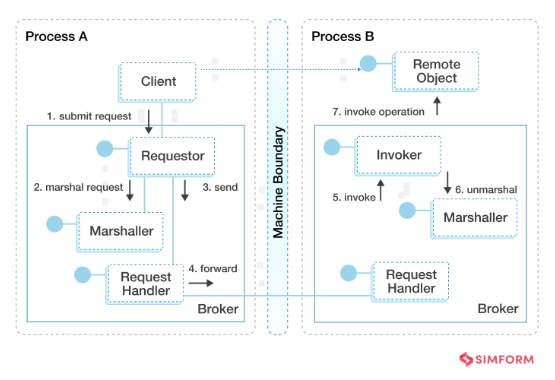 Process A
Client
1. submit request
Requestor
2. marshal request
3. send
Marshaller
Request
Handler
4. forward
Broker
Machine Boundary
Process B
Remote
Object
7. invoke operation
Invoker
5. invoke
6. unmarshal
Marshaller
Request
Handler
Broker
SIMFORM